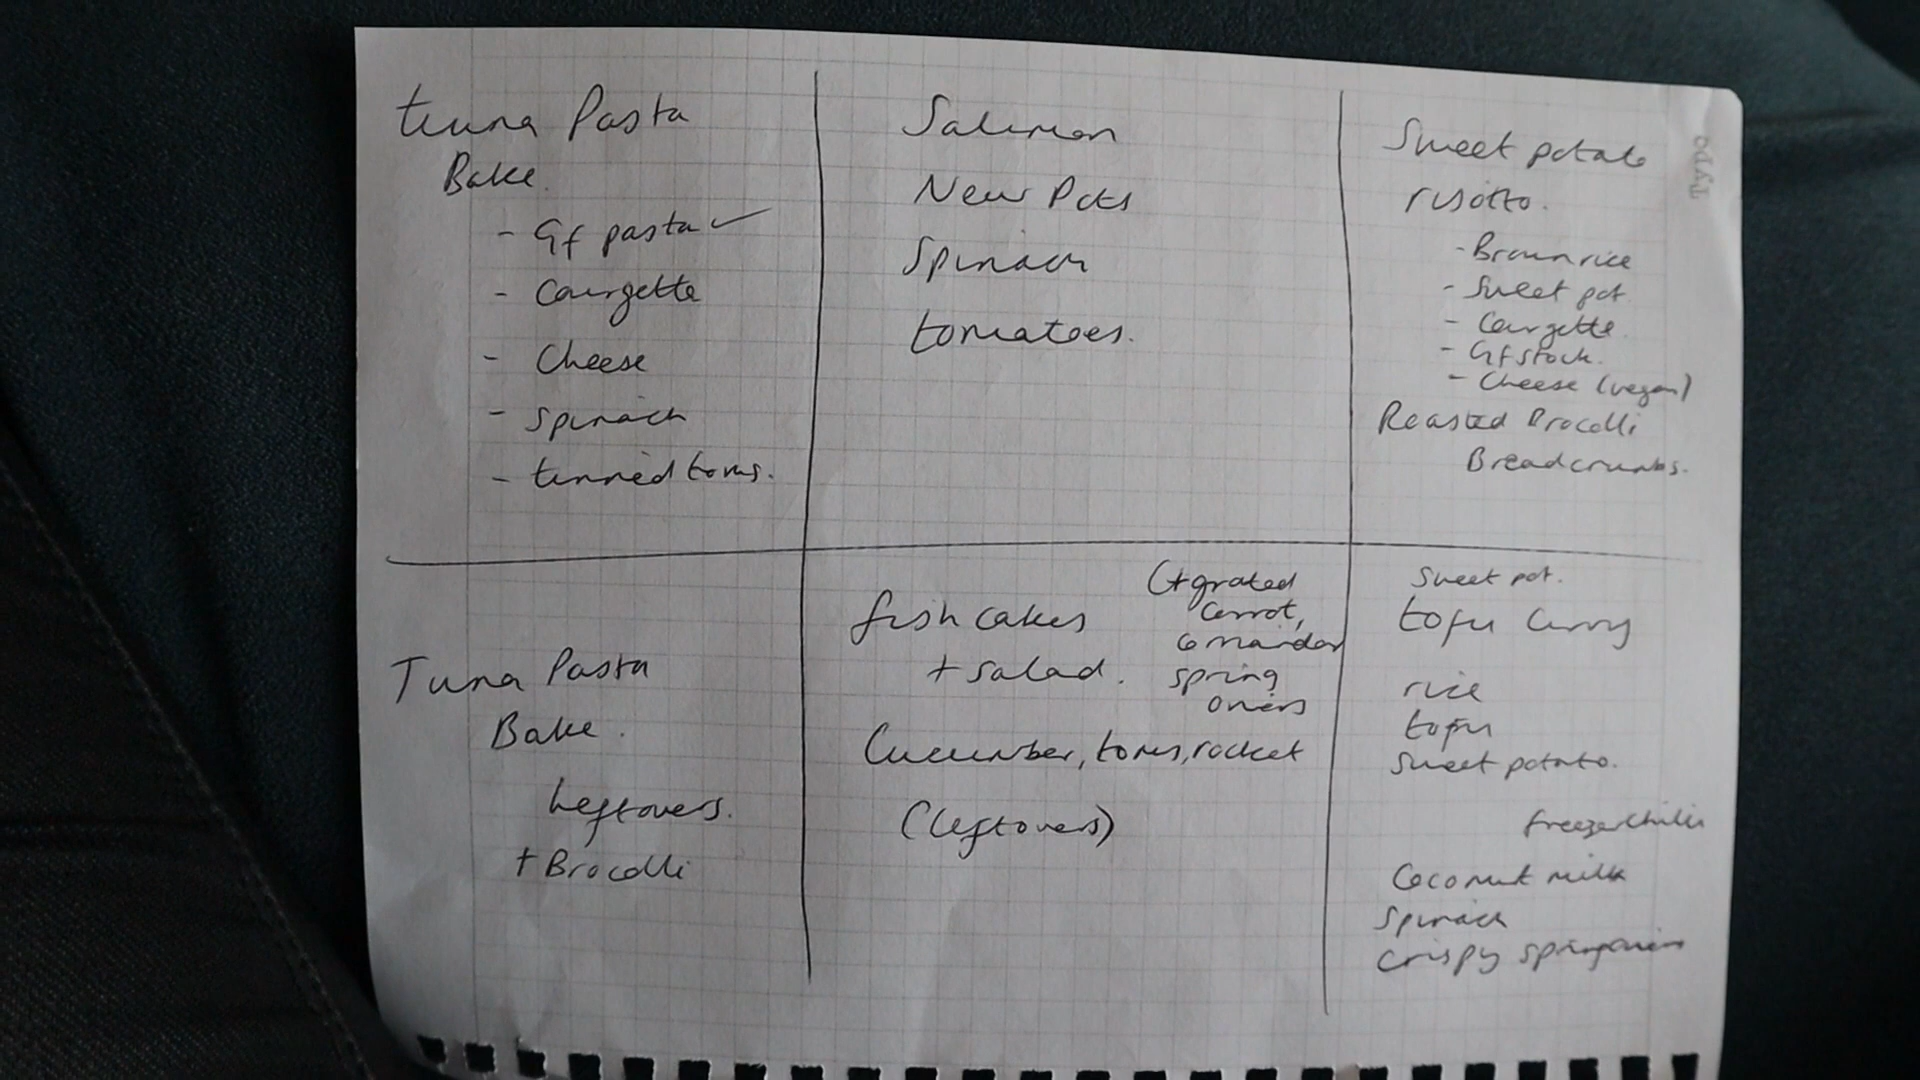 tuna Pasta
Bake.
- Gf pasta ✓
- Courgette
- Cheese
- Spinach
- tinned toms.
Salmon
New Pots
Spinach
tomatoes.
Sweet potato
risotto.
- Brown rice
- Sweet pot.
- Courgette.
- Gf stock.
- Cheese (vegan)
Roasted Brocolli
Breadcrumbs.
Tuna Pasta
Bake.
Leftovers.
+ Brocolli
fish cakes
+ salad.
(+ grated
carrot,
coriander
spring
onions
Cucumber, toms, rocket
(leftovers)
Sweet pot.
tofu Curry
rice
tofu
Sweet potato.
freezer chilli
Coconut milk
Spinach
crispy spring onions
typo